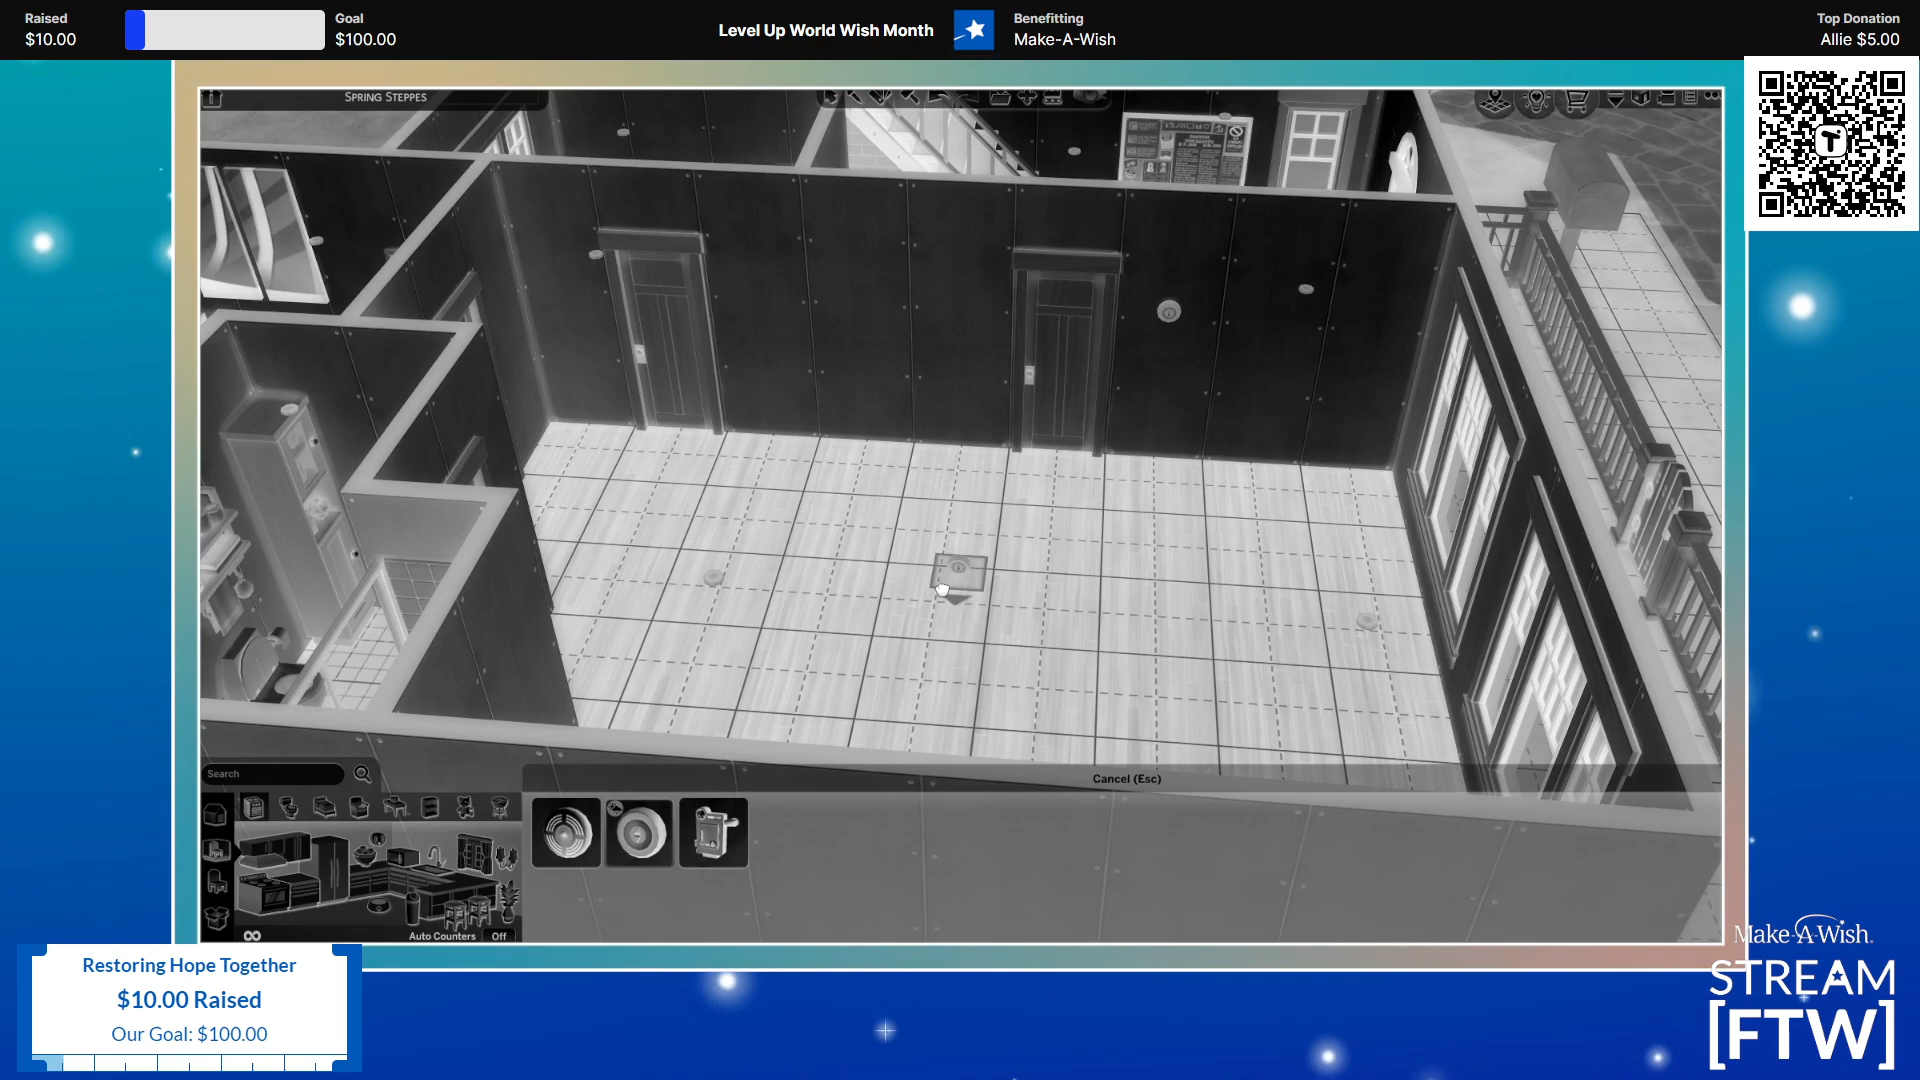 Raised
$10.00
Goal
$100.00
Level Up World Wish Month
Benefitting
Make-A-Wish
Top Donation
Allie $5.00
SPRING STEPPES
Search
Cancel (Esc)
Auto Counters
Off
Restoring Hope Together
$10.00 Raised
Our Goal: $100.00
Make-A-Wish.
STREAM
[FTW]